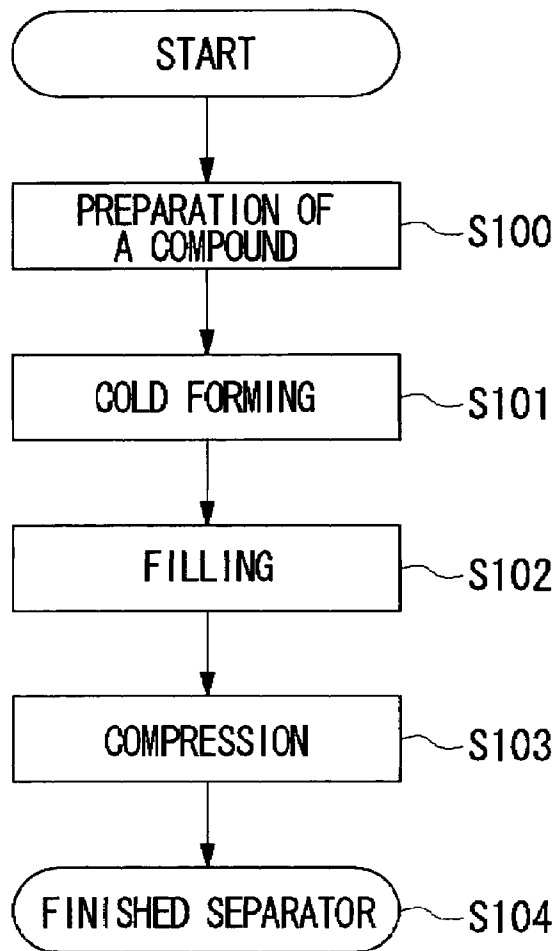 START
PREPARATION OF
A COMPOUND
S100
COLD FORMING
S101
FILLING
S102
COMPRESSION
S103
FINISHED SEPARATOR
S104